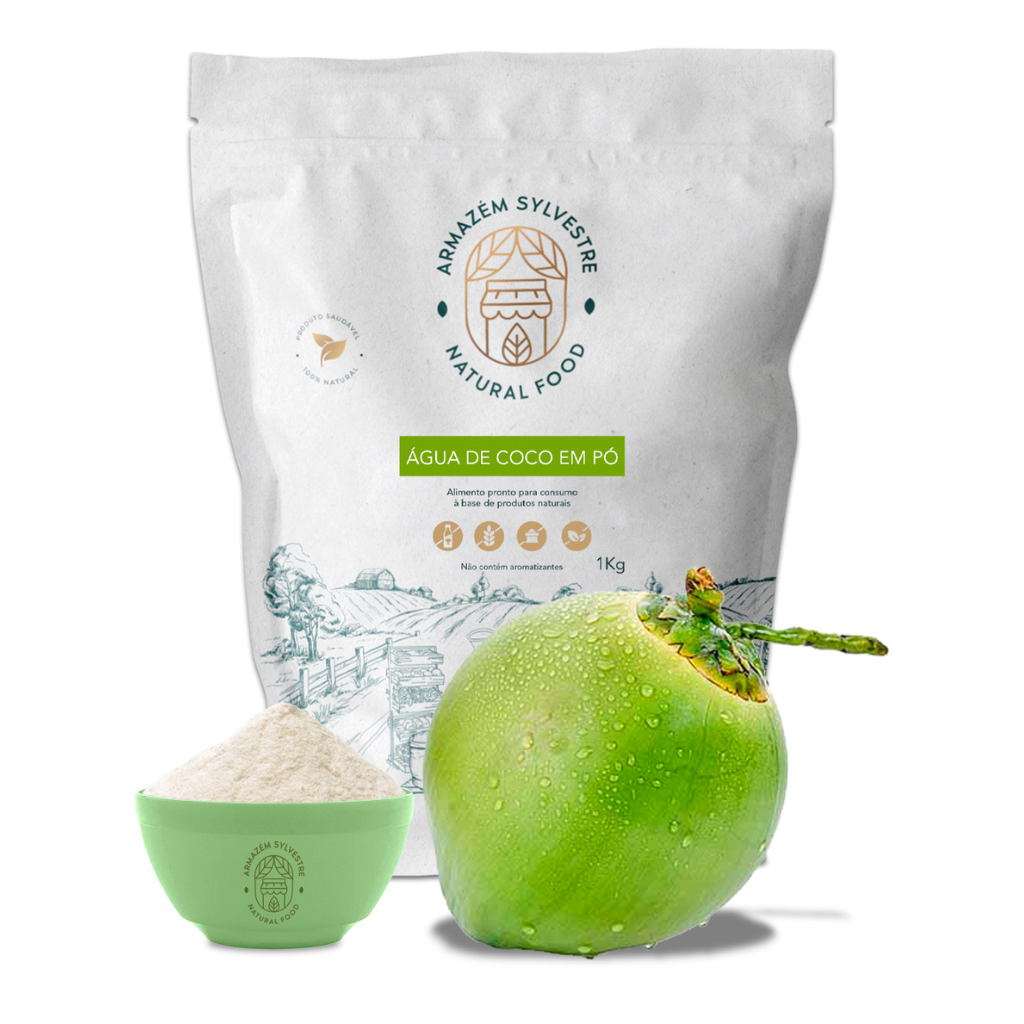 ARMAZÉM SYLVESTRE
NATURAL FOOD
PRODUTO SAUDÁVEL
100% NATURAL
ÁGUA DE COCO EM PÓ
Alimento pronto para consumo
à base de produtos naturais
Não contém aromatizantes
1Kg
ARMAZÉM SYLVESTRE
NATURAL FOOD